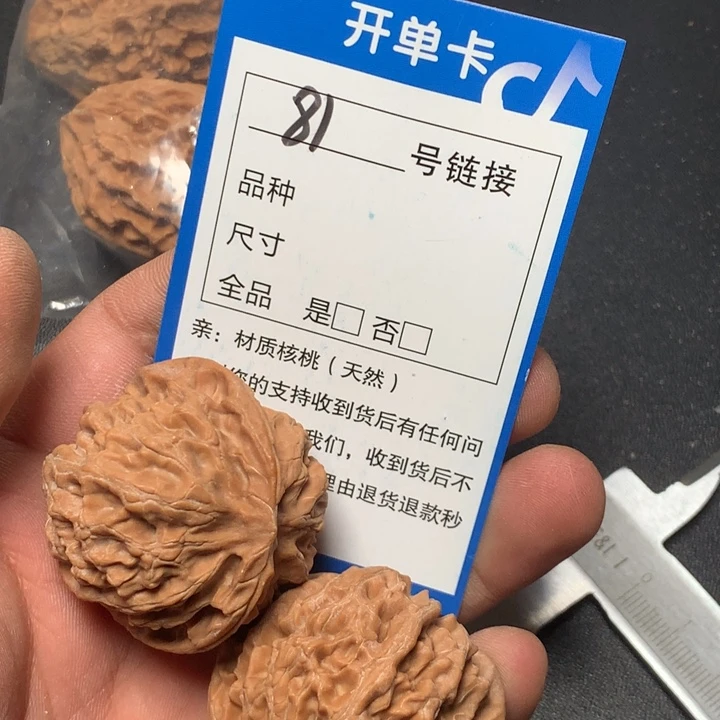 开单卡
81 号链接
品种
尺寸
全品 是□ 否□
亲：材质核桃（天然）
您的支持收到货后有任何问
我们，收到货后不
理由退货退款秒